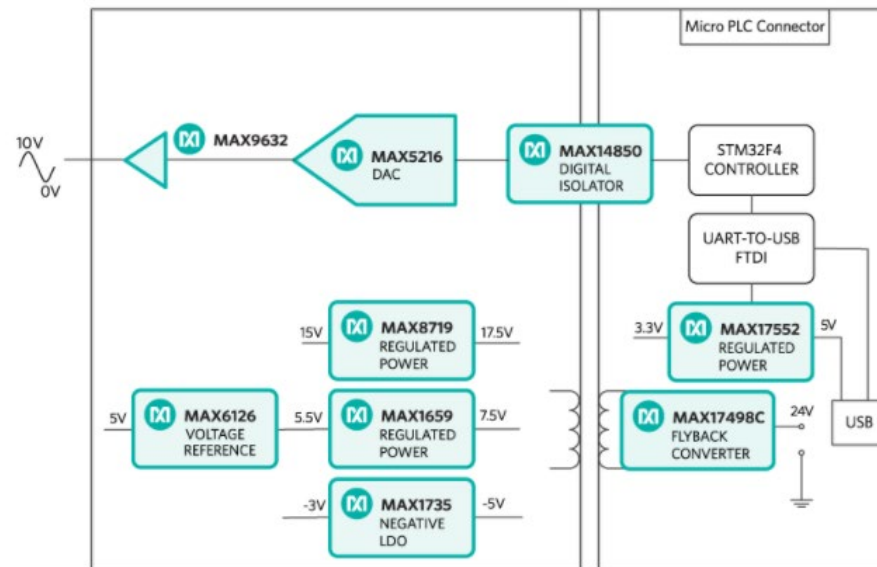 Micro PLC Connector
10V
0V
MAX9632
MAX5216
DAC
MAX14850
DIGITAL
ISOLATOR
STM32F4
CONTROLLER
UART-TO-USB
FTDI
15V
MAX8719
REGULATED
POWER
17.5V
3.3V
MAX17552
REGULATED
POWER
5V
5V
MAX6126
VOLTAGE
REFERENCE
5.5V
MAX1659
REGULATED
POWER
7.5V
MAX17498C
FLYBACK
CONVERTER
24V
USB
-3V
MAX1735
NEGATIVE
LDO
-5V